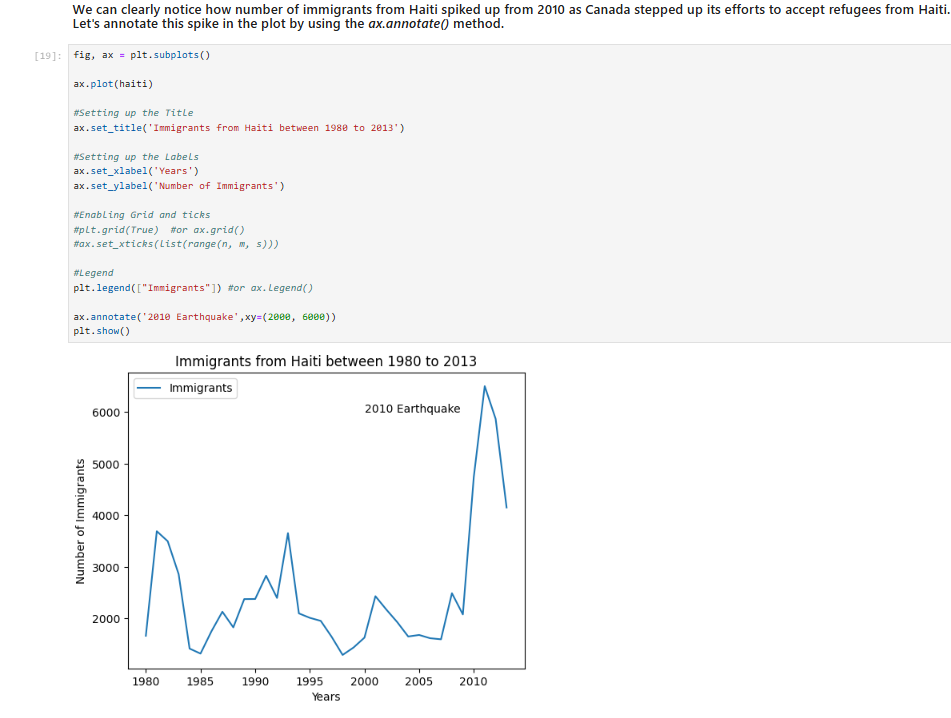 We can clearly notice how number of immigrants from Haiti spiked up from 2010 as Canada stepped up its efforts to accept refugees from Haiti.
Let's annotate this spike in the plot by using the ax.annotate() method.
[19]:
fig, ax = plt.subplots()
ax.plot(haiti)
#Setting up the Title
ax.set_title('Immigrants from Haiti between 1980 to 2013')
#Setting up the Labels
ax.set_xlabel('Years')
ax.set_ylabel('Number of Immigrants')
#Enabling Grid and ticks
#plt.grid(True)  #or ax.grid()
#ax.set_xticks(list(range(n, m, s)))
#Legend
plt.legend(["Immigrants"]) #or ax.legend()
ax.annotate('2010 Earthquake',xy=(2000, 6000))
plt.show()
Immigrants from Haiti between 1980 to 2013
Immigrants
2010 Earthquake
6000
5000
4000
3000
2000
Number of Immigrants
1980 1985 1990 1995 2000 2005 2010
Years